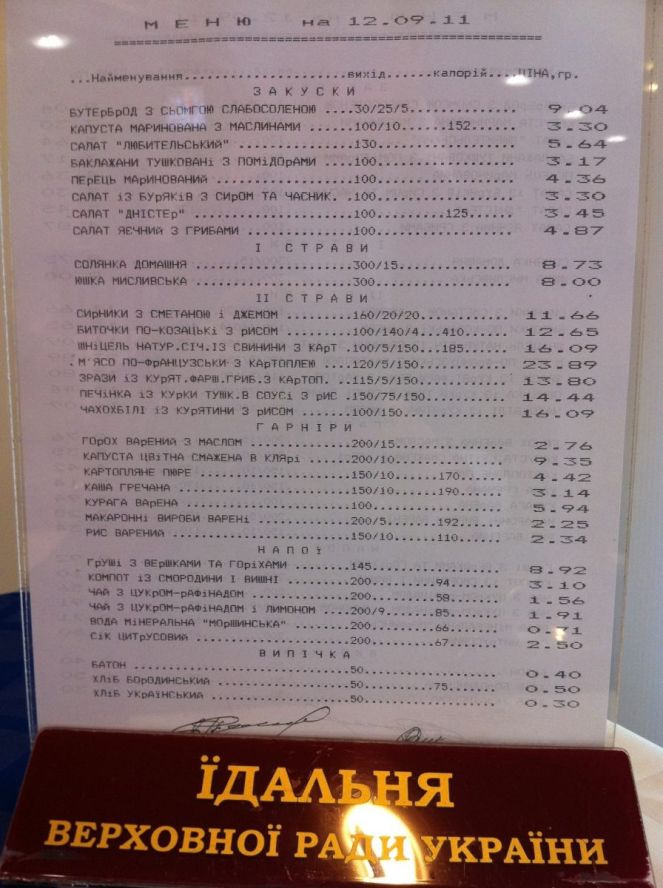 МЕНЮ на 12.09.11
================================================
...Найменування......................вихід......калорій....ЦІНА,гр.
ЗАКУСКИ
БУТЕРБРОД З СЬОМГОЮ СЛАБОСОЛЕНОЮ ....30/25/5............... 9.04
КАПУСТА МАРИНОВАНА З МАСЛИНАМИ ....100/10......152....... 3.30
САЛАТ "ЛЮБИТЕЛЬСЬКИЙ" ..............130.................. 5.64
БАКЛАЖАНИ ТУШКОВАНІ З ПОМІДОРАМИ ....100.................. 3.17
ПЕРЕЦЬ МАРИНОВАНИЙ ..................100.................. 4.36
САЛАТ ІЗ БУРЯКІВ З СИРОМ ТА ЧАСНИК. .100.................. 3.30
САЛАТ "ДНІСТЕР" .....................100.........125....... 3.45
САЛАТ ЯЄЧНИЙ З ГРИБАМИ ..............100.................. 4.87
І СТРАВИ
СОЛЯНКА ДОМАШНЯ .....................300/15............... 8.73
ЮШКА МИСЛИВСЬКА .....................300.................. 8.00
ІІ СТРАВИ
СИРНИКИ З СМЕТАНОЮ І ДЖЕМОМ .........160/20/20............ 11.66
БИТОЧКИ ПО-КОЗАЦЬКІ З РИСОМ .........100/140/4...410...... 12.65
ШНІЦЕЛЬ НАТУР.СІЧ.ІЗ СВИНИНИ З КАРТ .100/5/150...185...... 16.09
М'ЯСО ПО-ФРАНЦУЗЬКИ З КАРТОПЛЕЮ .....120/5/150............ 23.89
ЗРАЗИ ІЗ КУРЯТ.ФАРШ.ГРИБ.З КАРТОП. ..115/5/150............ 13.80
ПЕЧІНКА ІЗ КУРКИ ТУШК.В СОУСІ З РИС .150/75/150........... 14.44
ЧАХОХБІЛІ ІЗ КУРЯТИНИ З РИСОМ .......100/150.............. 16.09
ГАРНІРИ
ГОРОХ ВАРЕНИЙ З МАСЛОМ ..............200/15............... 2.76
КАПУСТА ЦВІТНА СМАЖЕНА В КЛЯРІ ......200/10............... 9.35
КАРТОПЛЯНЕ ПЮРЕ .....................150/10......170...... 4.42
КАША ГРЕЧАНА ........................150/10......190...... 3.14
КУРАГА ВАРЕНА .......................100.................. 5.94
МАКАРОННІ ВИРОБИ ВАРЕНІ .............200/5.......192...... 2.25
РИС ВАРЕНИЙ .........................150/10......110...... 2.34
НАПОЇ
ГРУШІ З ВЕРШКАМИ ТА ГОРІХАМИ ........145.................. 8.92
КОМПОТ ІЗ СМОРОДИНИ І ВИШНІ .........200.........94....... 3.10
ЧАЙ З ЦУКРОМ-РАФІНАДОМ ..............200.........58....... 1.56
ЧАЙ З ЦУКРОМ-РАФІНАДОМ І ЛИМОНОМ ....200/9.......85....... 1.91
ВОДА МІНЕРАЛЬНА "МОРШИНСЬКА" ........200.........66....... 0.71
СІК ЦИТРУСОВИЙ ......................200.........67....... 2.50
ВИПІЧКА
БАТОН ...............................50................... 0.40
ХЛІБ БОРОДИНСЬКИЙ ...................50..........75....... 0.50
ХЛІБ УКРАЇНСЬКИЙ ....................50................... 0.30
ЇДАЛЬНЯ
ВЕРХОВНОЇ РАДИ УКРАЇНИ